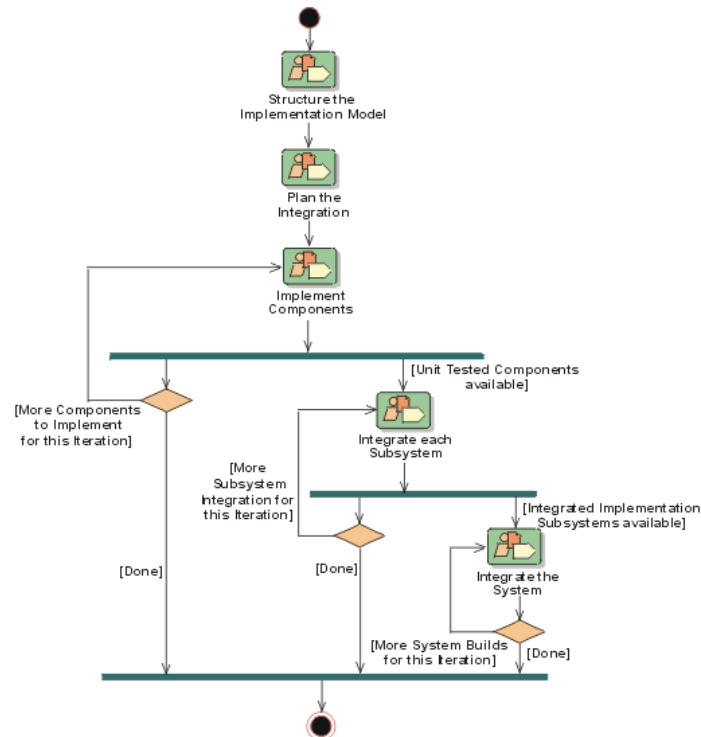 Structure the
Implementation Model
Plan the
Integration
Implement
Components
[Unit Tested Components
available]
[More Components
to Implement
for this Iteration]
Integrate each
Subsystem
[More
Subsystem
Integration for
this Iteration]
[Integrated Implementation
Subsystems available]
[Done]
[Done]
Integrate the
System
[More System Builds
for this Iteration]
[Done]